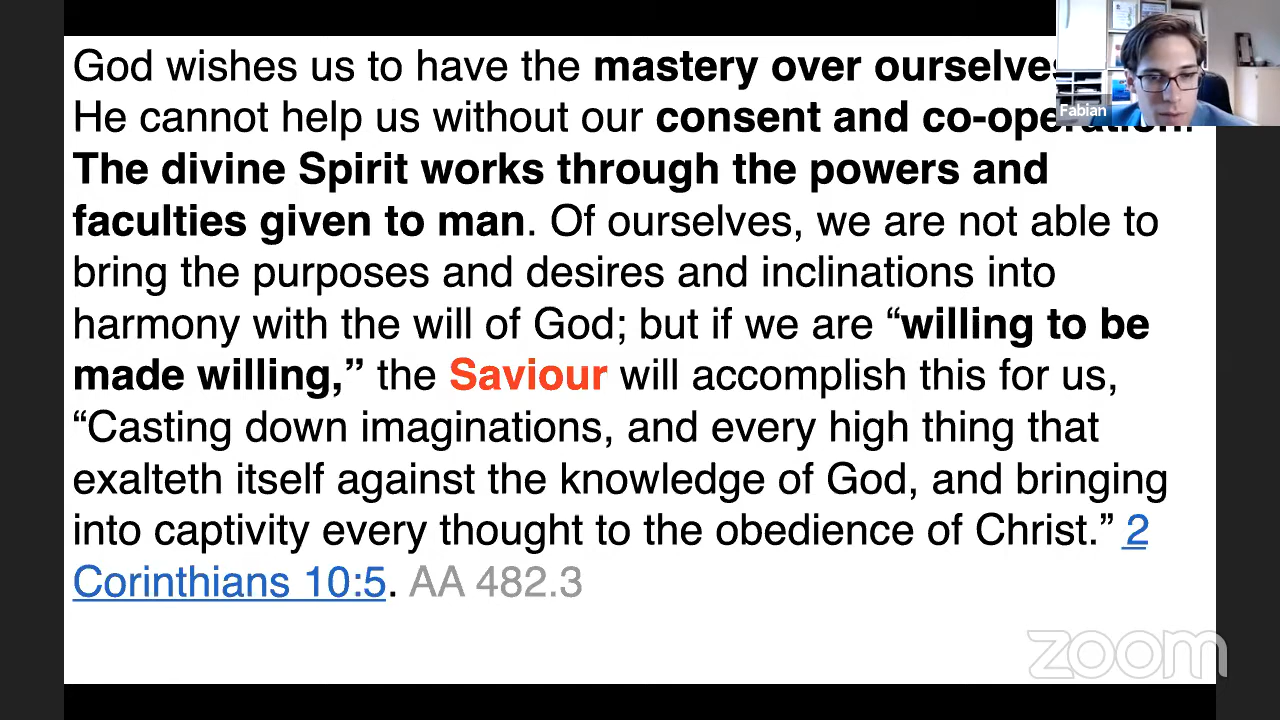 God wishes us to have the mastery over ourselves
He cannot help us without our consent and co-operation.
The divine Spirit works through the powers and
faculties given to man. Of ourselves, we are not able to
bring the purposes and desires and inclinations into
harmony with the will of God; but if we are “willing to be
made willing,” the Saviour will accomplish this for us,
“Casting down imaginations, and every high thing that
exalteth itself against the knowledge of God, and bringing
into captivity every thought to the obedience of Christ.” 2
Corinthians 10:5. AA 482.3
Fabian
zoom